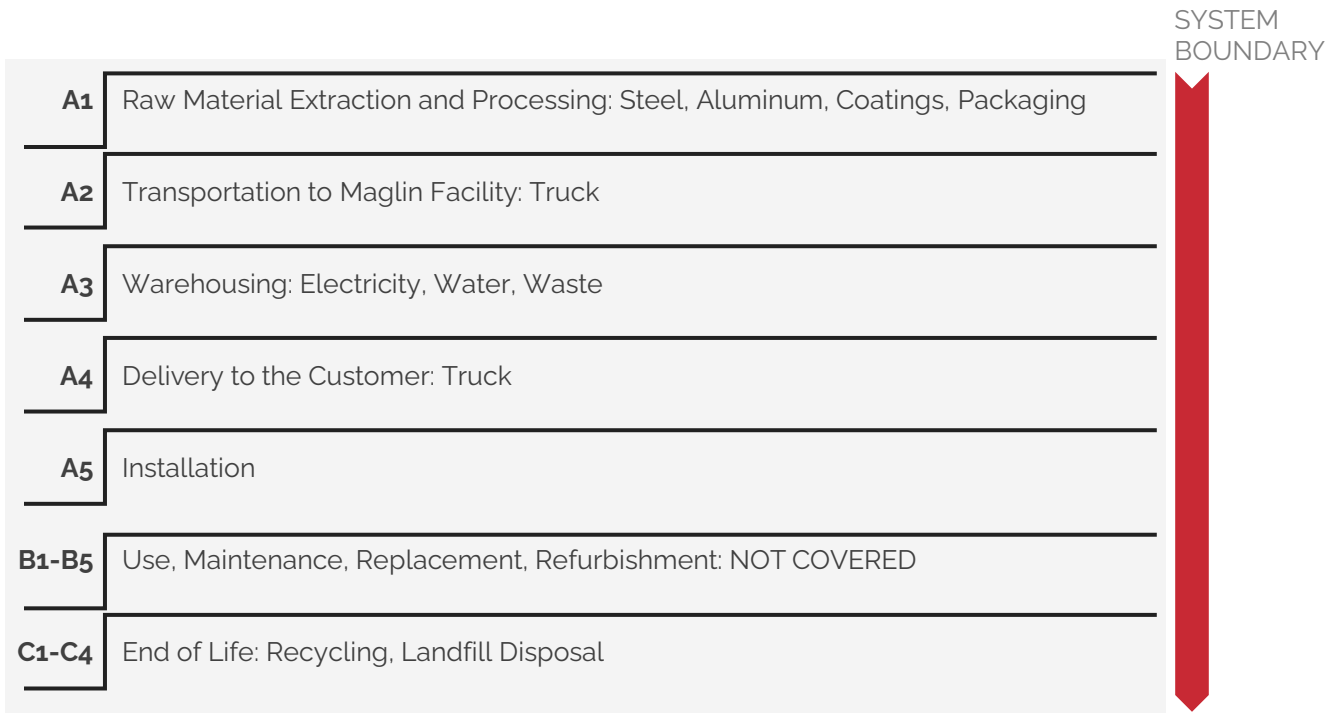 SYSTEM
BOUNDARY
A1 Raw Material Extraction and Processing: Steel, Aluminum, Coatings, Packaging
A2 Transportation to Maglin Facility: Truck
A3 Warehousing: Electricity, Water, Waste
A4 Delivery to the Customer: Truck
A5 Installation
B1-B5 Use, Maintenance, Replacement, Refurbishment: NOT COVERED
C1-C4 End of Life: Recycling, Landfill Disposal